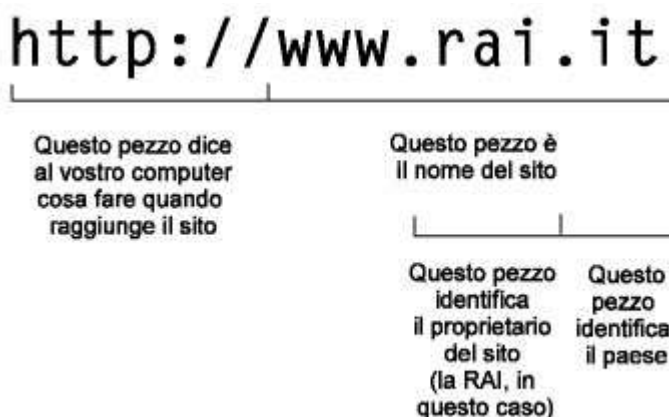 http://www.rai.it
Questo pezzo dice
al vostro computer
cosa fare quando
raggiunge il sito
Questo pezzo è
il nome del sito
Questo pezzo
identifica
il proprietario
del sito
(la RAI, in
questo caso)
Questo
pezzo
identifica
il paese